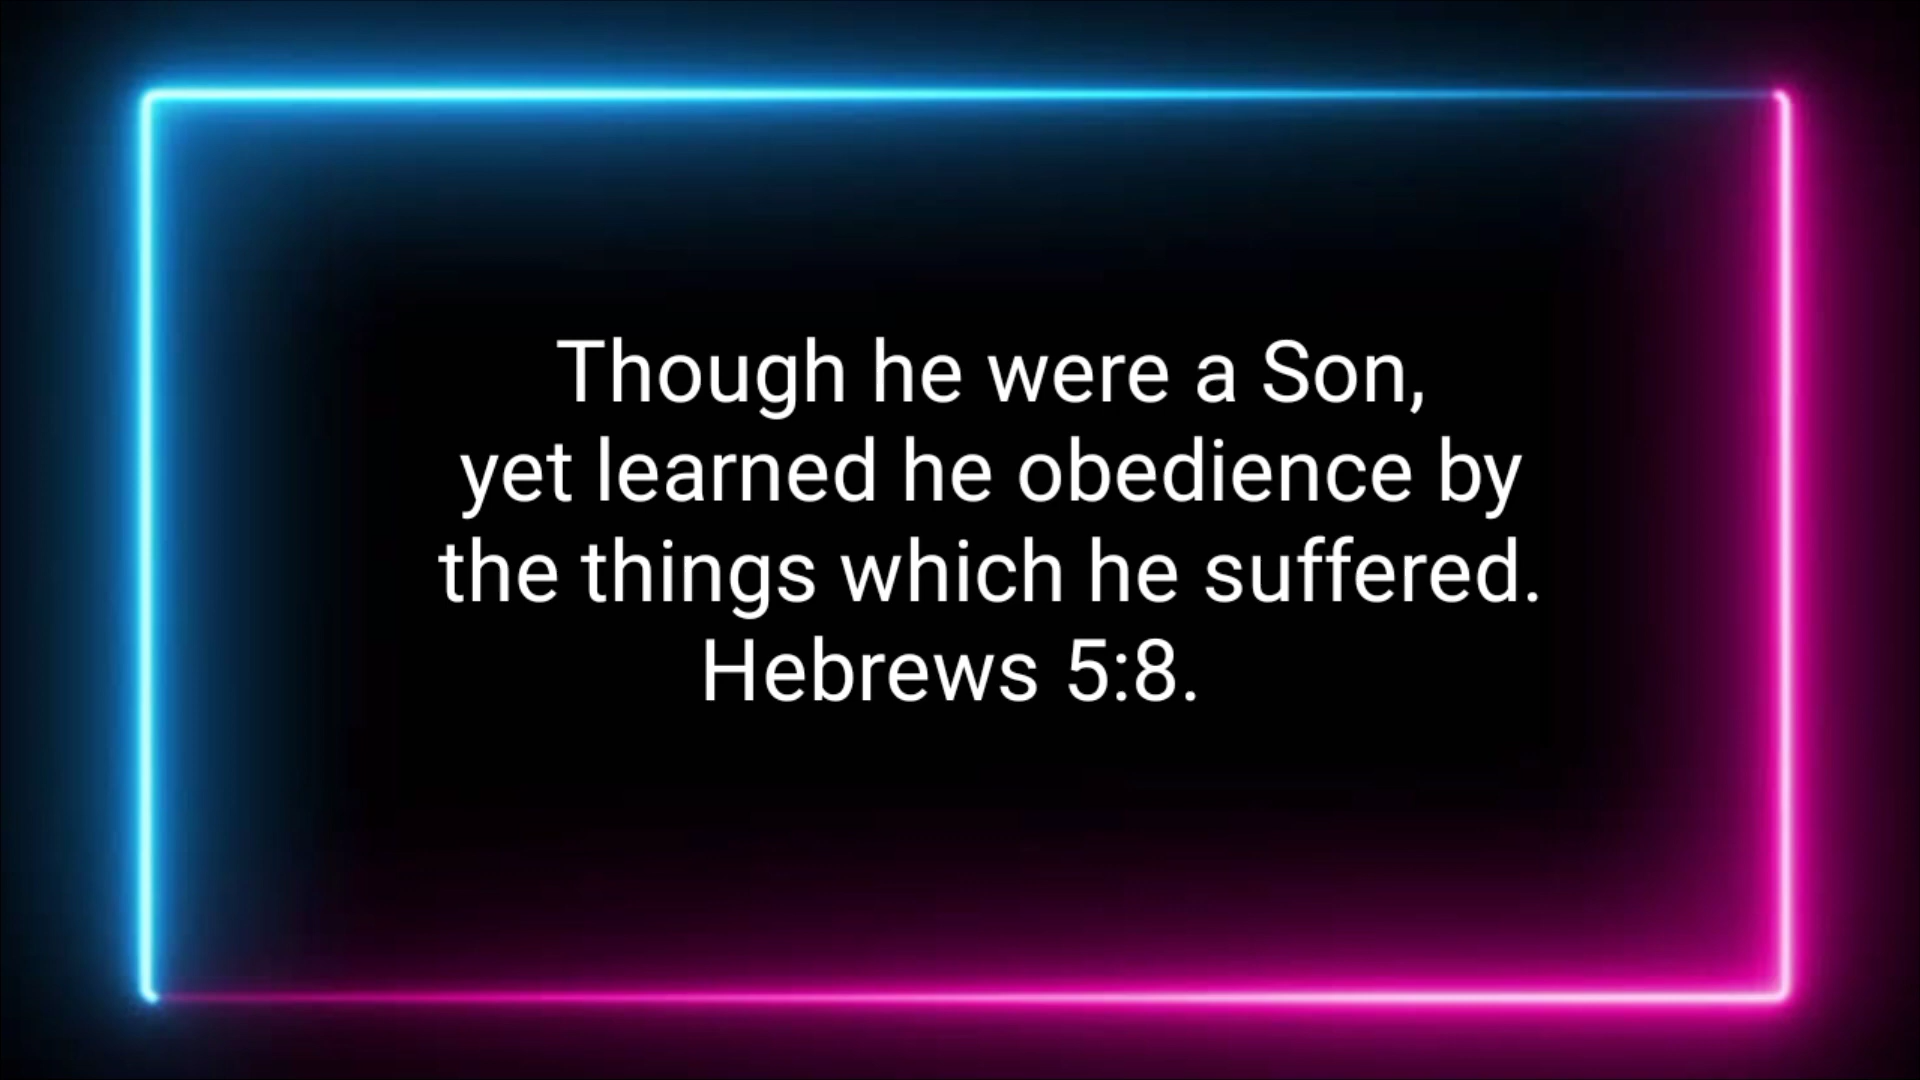 Though he were a Son,
yet learned he obedience by
the things which he suffered.
Hebrews 5:8.